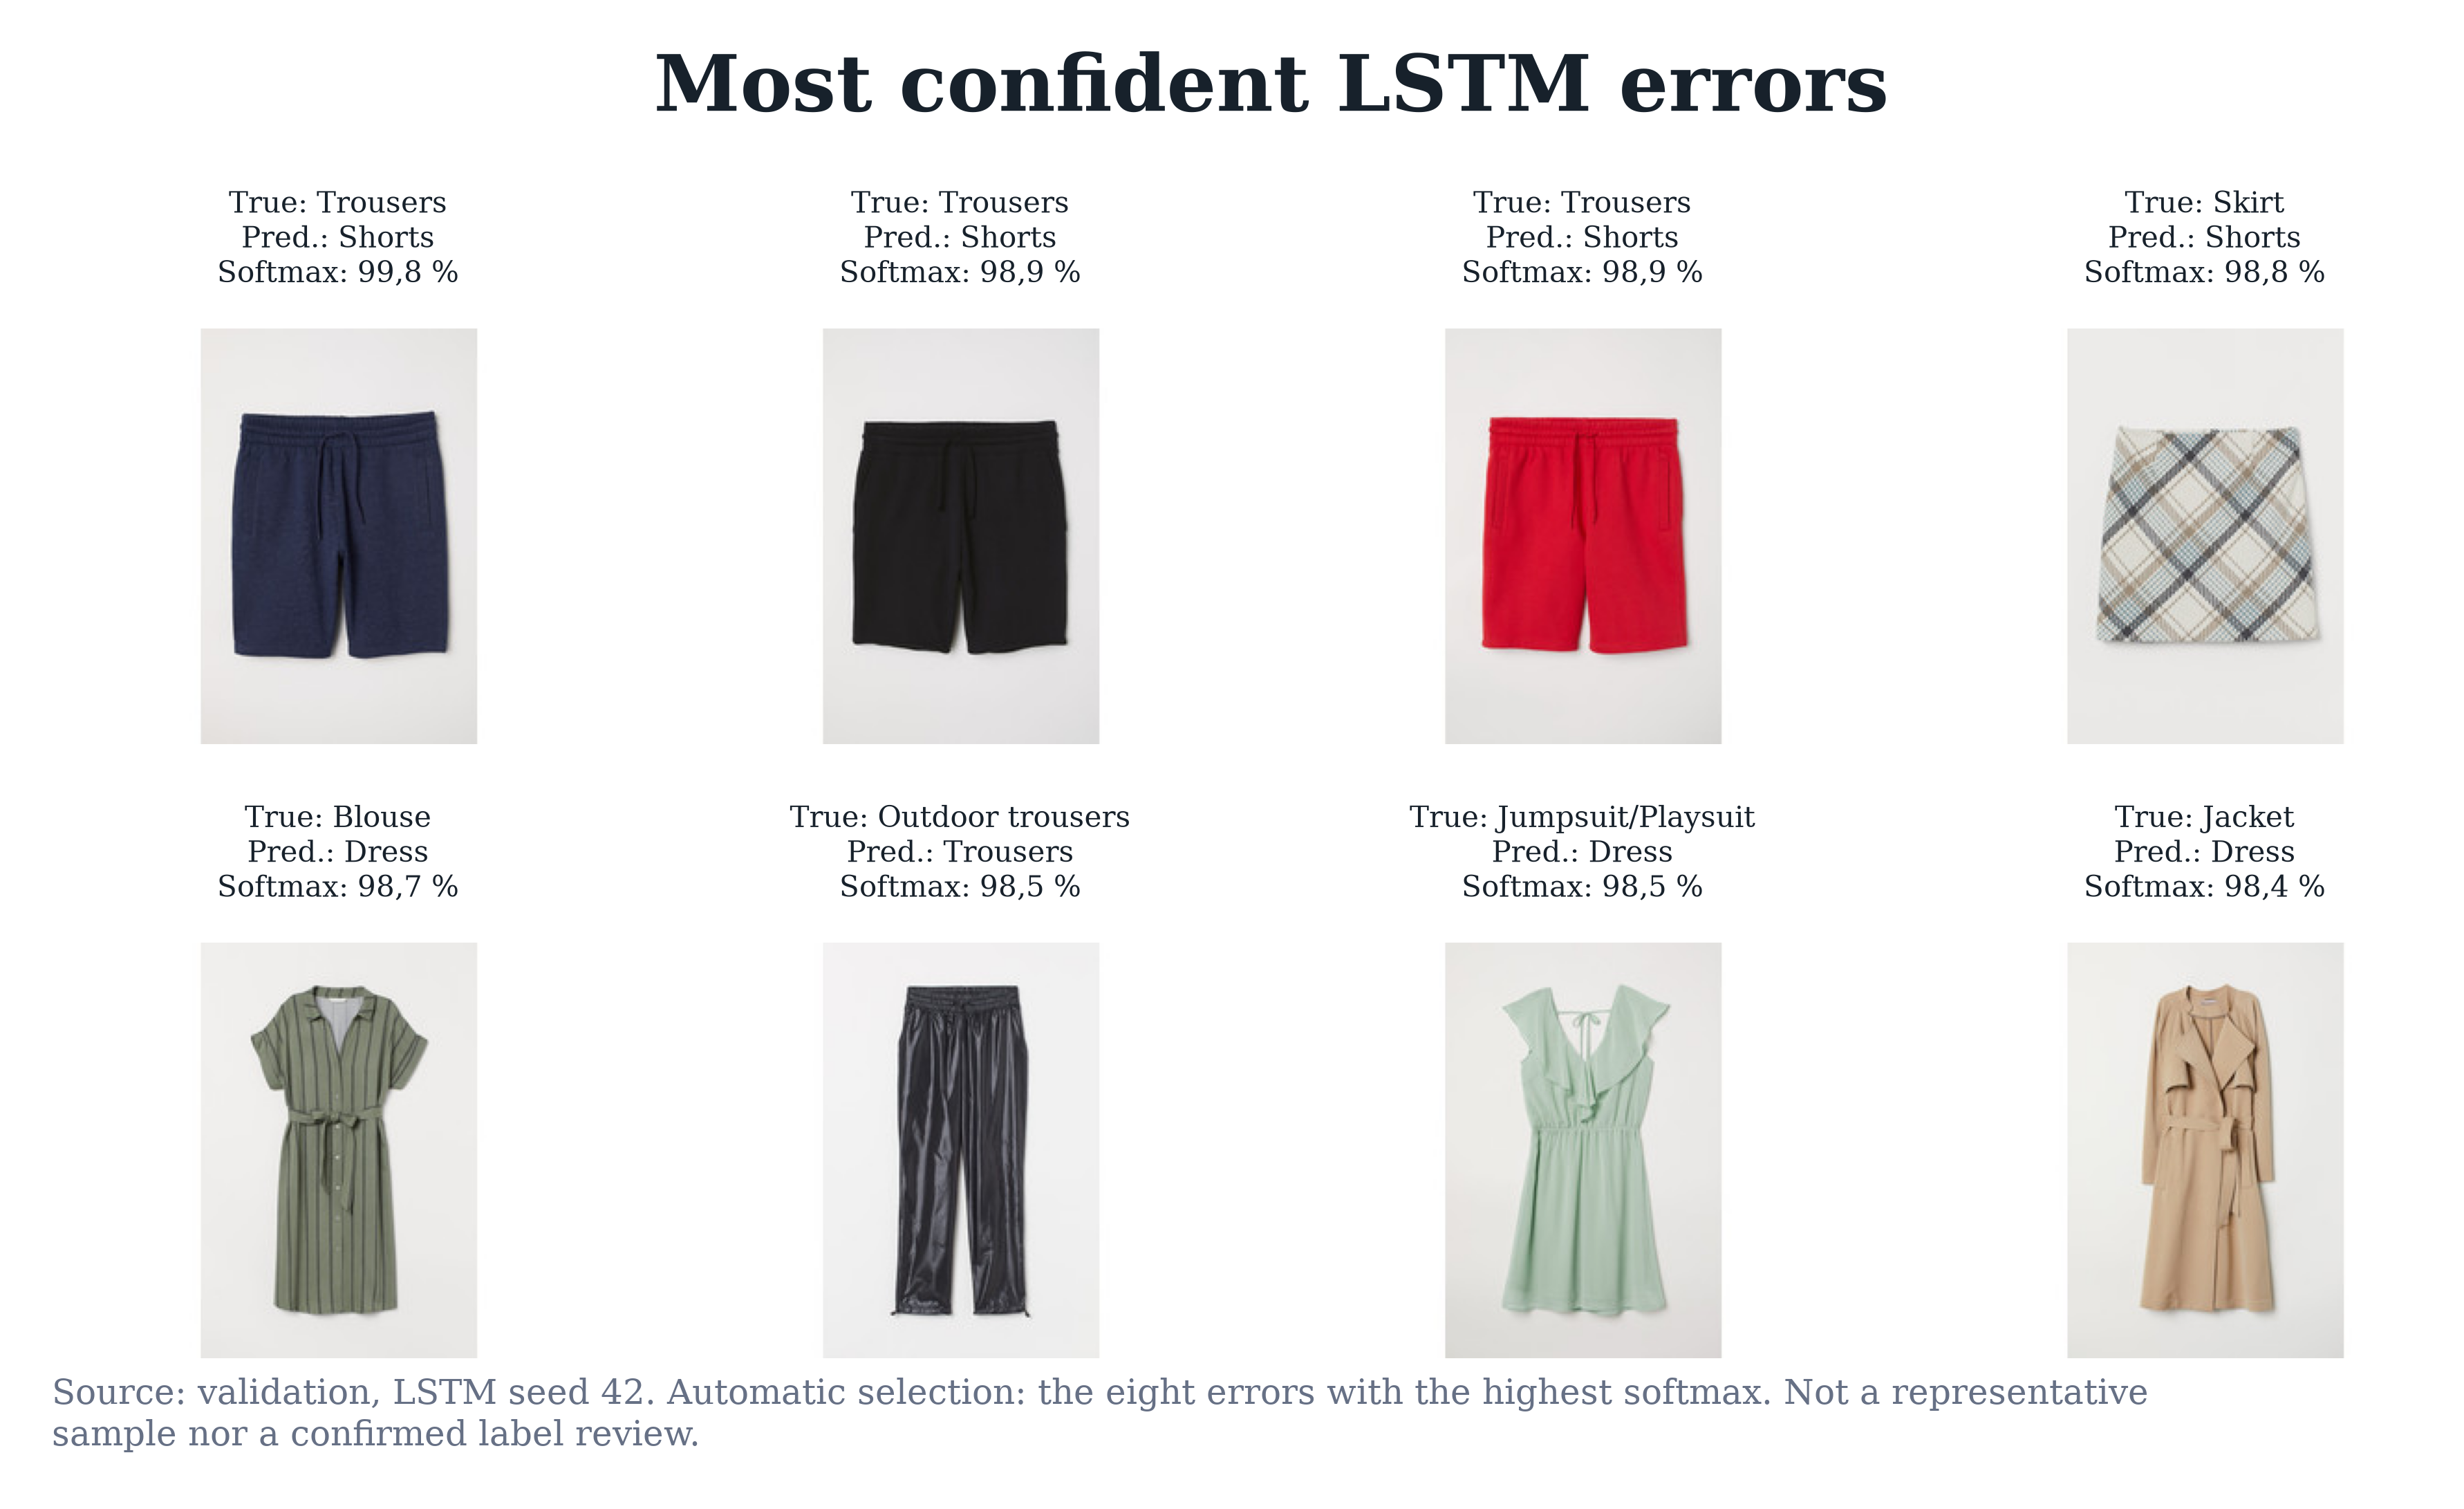 Most confident LSTM errors
True: Trousers
Pred.: Shorts
Softmax: 99,8 %
True: Trousers
Pred.: Shorts
Softmax: 98,9 %
True: Trousers
Pred.: Shorts
Softmax: 98,9 %
True: Skirt
Pred.: Shorts
Softmax: 98,8 %
True: Blouse
Pred.: Dress
Softmax: 98,7 %
True: Outdoor trousers
Pred.: Trousers
Softmax: 98,5 %
True: Jumpsuit/Playsuit
Pred.: Dress
Softmax: 98,5 %
True: Jacket
Pred.: Dress
Softmax: 98,4 %
Source: validation, LSTM seed 42. Automatic selection: the eight errors with the highest softmax. Not a representative
sample nor a confirmed label review.